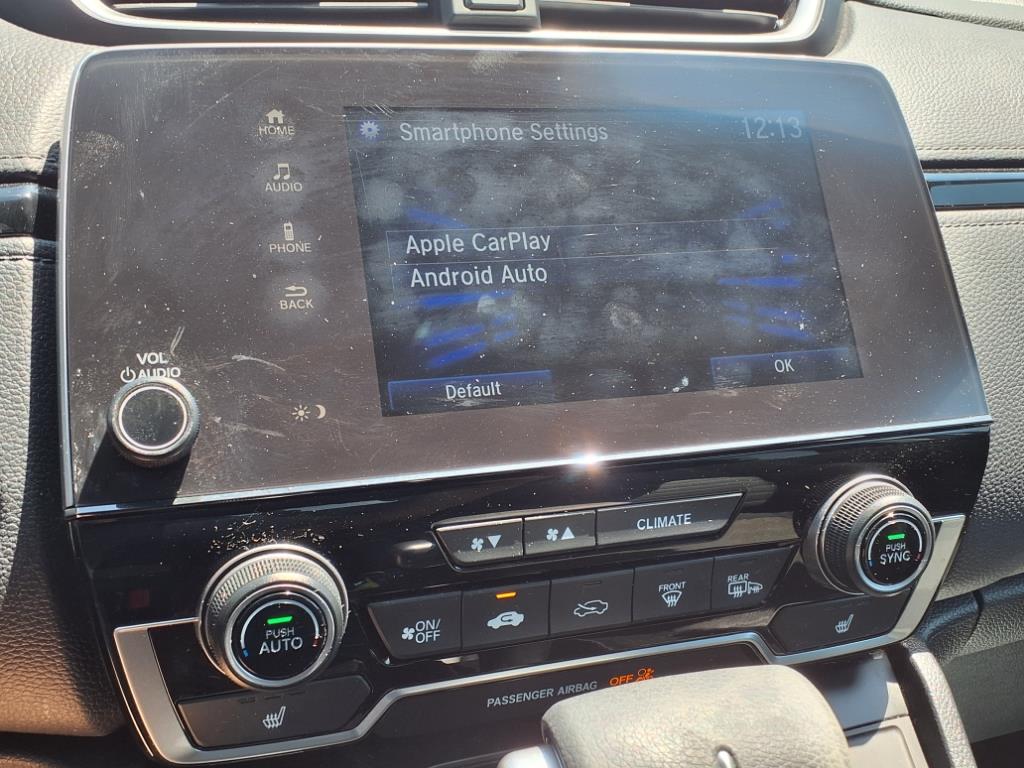 HOME
AUDIO
PHONE
BACK
Smartphone Settings
12:13
Apple CarPlay
Android Auto
Default
OK
VOL
AUDIO
CLIMATE
PUSH
AUTO
ON/
OFF
FRONT
REAR
PUSH
SYNC
PASSENGER AIRBAG
OFF